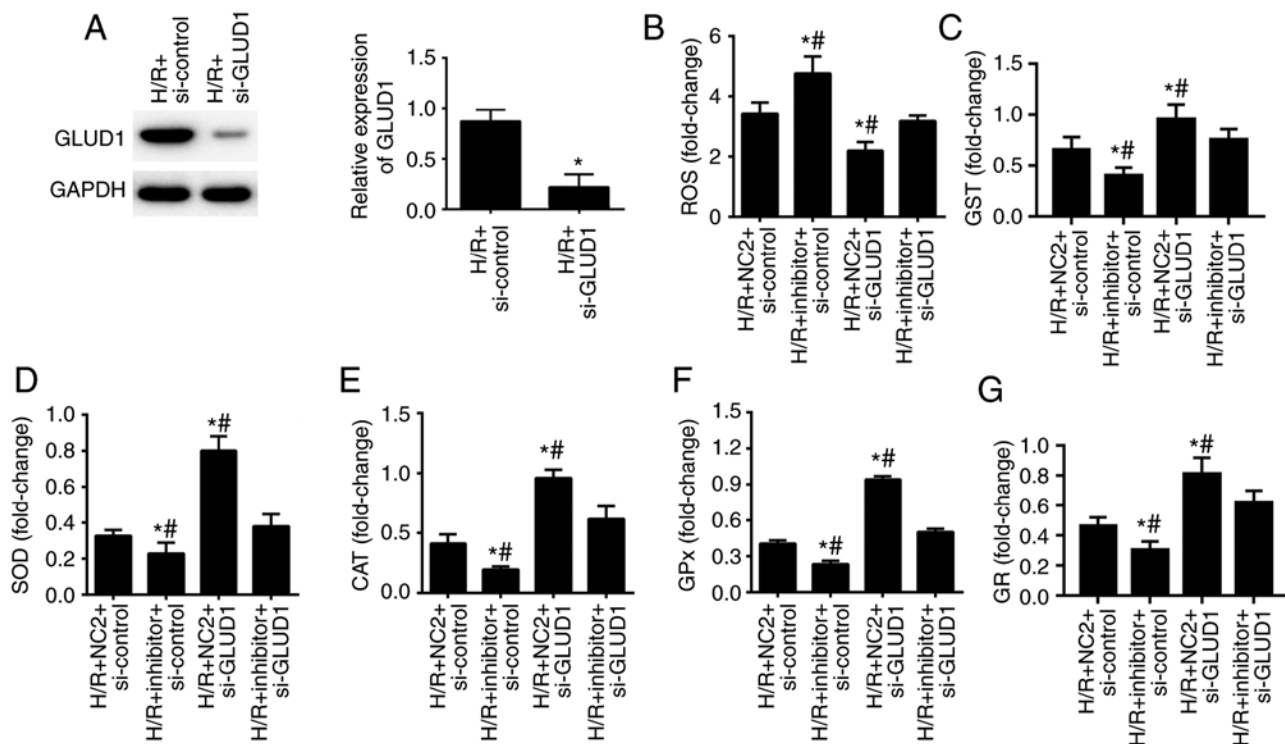 A
H/R+
si-control
H/R+
si-GLUD1
GLUD1
GAPDH
Relative expression
of GLUD1
1.5
1.0
0.5
0.0
*
H/R+
si-control
H/R+
si-GLUD1
B
ROS (fold-change)
6
4
2
0
*#
*#
H/R+NC2+
si-control
H/R+inhibitor+
si-control
H/R+NC2+
si-GLUD1
H/R+inhibitor+
si-GLUD1
C
GST (fold-change)
1.5
1.0
0.5
0.0
*#
*#
H/R+NC2+
si-control
H/R+inhibitor+
si-control
H/R+NC2+
si-GLUD1
H/R+inhibitor+
si-GLUD1
D
SOD (fold-change)
1.0
0.8
0.6
0.4
0.2
0.0
*#
*#
H/R+NC2+
si-control
H/R+inhibitor+
si-control
H/R+NC2+
si-GLUD1
H/R+inhibitor+
si-GLUD1
E
CAT (fold-change)
1.5
1.0
0.5
0.0
*#
*#
H/R+NC2+
si-control
H/R+inhibitor+
si-control
H/R+NC2+
si-GLUD1
H/R+inhibitor+
si-GLUD1
F
GPx (fold-change)
1.5
1.2
0.9
0.6
0.3
0.0
*#
*#
H/R+NC2+
si-control
H/R+inhibitor+
si-control
H/R+NC2+
si-GLUD1
H/R+inhibitor+
si-GLUD1
G
GR (fold-change)
1.0
0.8
0.6
0.4
0.2
0.0
*#
*#
H/R+NC2+
si-control
H/R+inhibitor+
si-control
H/R+NC2+
si-GLUD1
H/R+inhibitor+
si-GLUD1